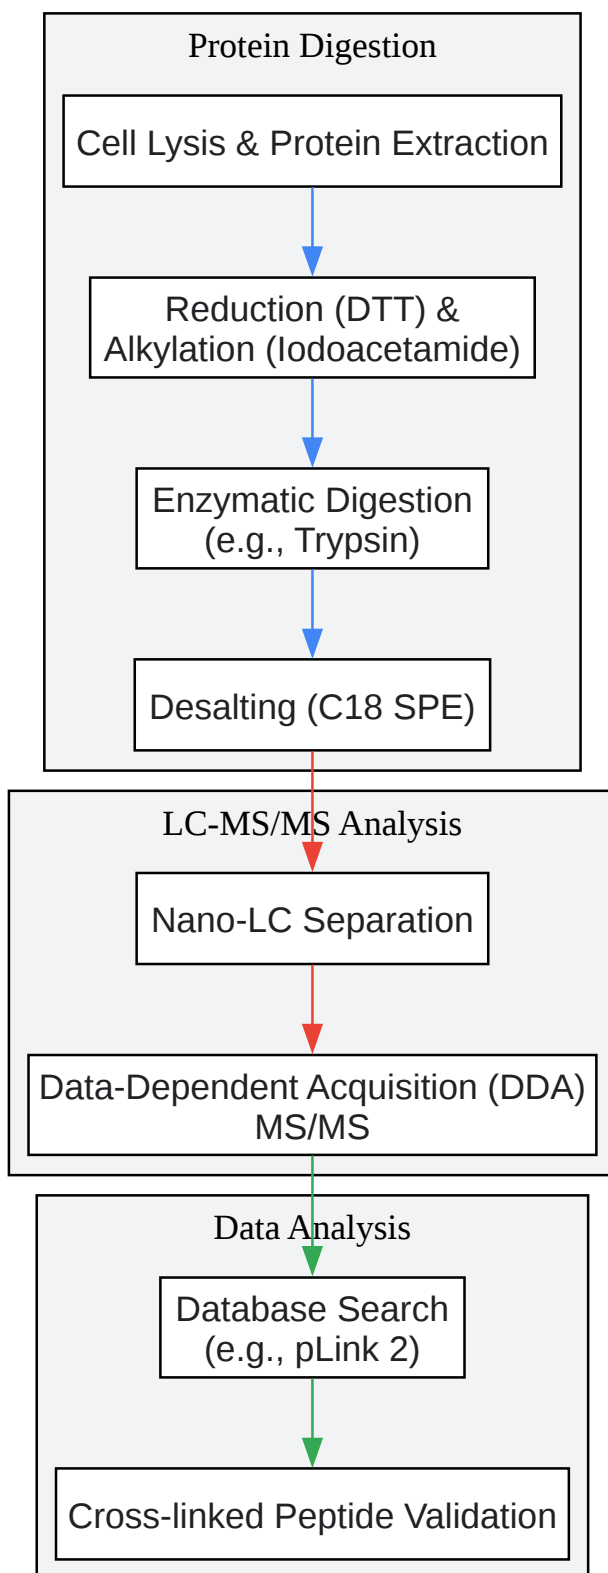 Protein Digestion
Cell Lysis & Protein Extraction
Reduction (DTT) &
Alkylation (Iodoacetamide)
Enzymatic Digestion
(e.g., Trypsin)
Desalting (C18 SPE)
LC-MS/MS Analysis
Nano-LC Separation
Data-Dependent Acquisition (DDA)
MS/MS
Data Analysis
Database Search
(e.g., pLink 2)
Cross-linked Peptide Validation